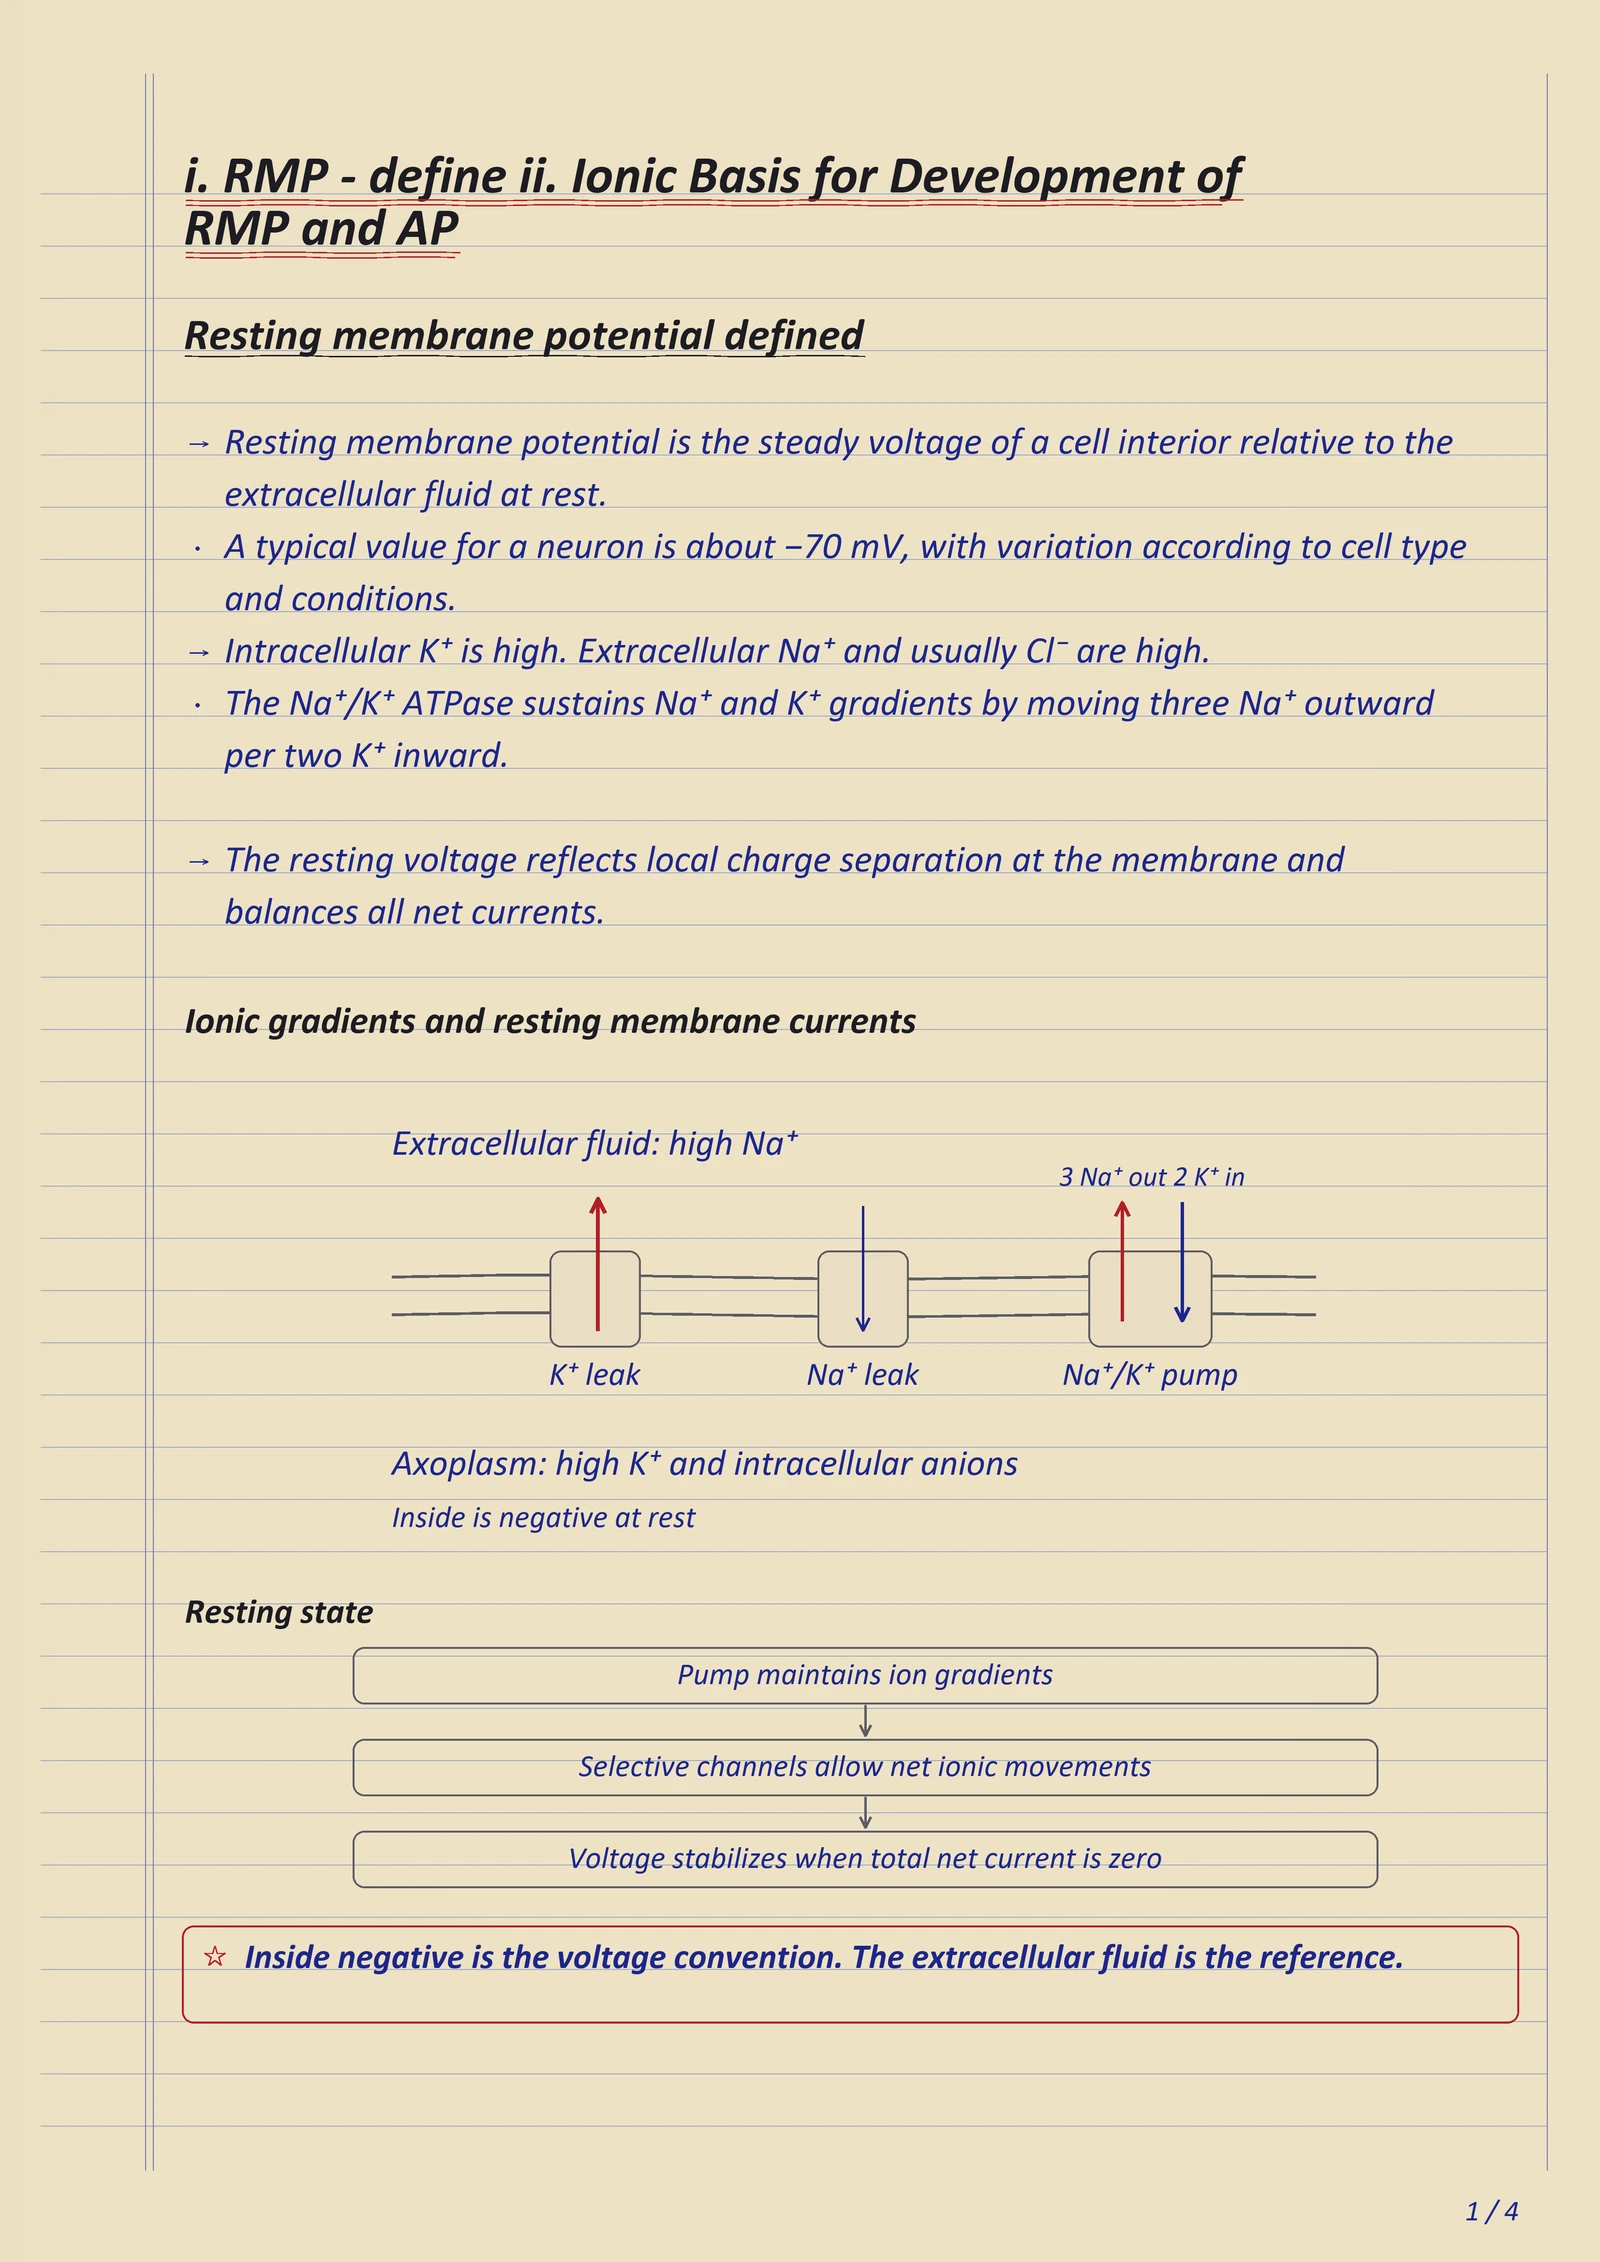 i. RMP - define ii. Ionic Basis for Development of
RMP and AP
Resting membrane potential defined
→ Resting membrane potential is the steady voltage of a cell interior relative to the
extracellular fluid at rest.
· A typical value for a neuron is about −70 mV, with variation according to cell type
and conditions.
→ Intracellular K⁺ is high. Extracellular Na⁺ and usually Cl⁻ are high.
· The Na⁺/K⁺ ATPase sustains Na⁺ and K⁺ gradients by moving three Na⁺ outward
per two K⁺ inward.
→ The resting voltage reflects local charge separation at the membrane and
balances all net currents.
Ionic gradients and resting membrane currents
Extracellular fluid: high Na⁺
3 Na⁺ out 2 K⁺ in
K⁺ leak
Na⁺ leak
Na⁺/K⁺ pump
Axoplasm: high K⁺ and intracellular anions
Inside is negative at rest
Resting state
Pump maintains ion gradients
Selective channels allow net ionic movements
Voltage stabilizes when total net current is zero
☆ Inside negative is the voltage convention. The extracellular fluid is the reference.
1 / 4